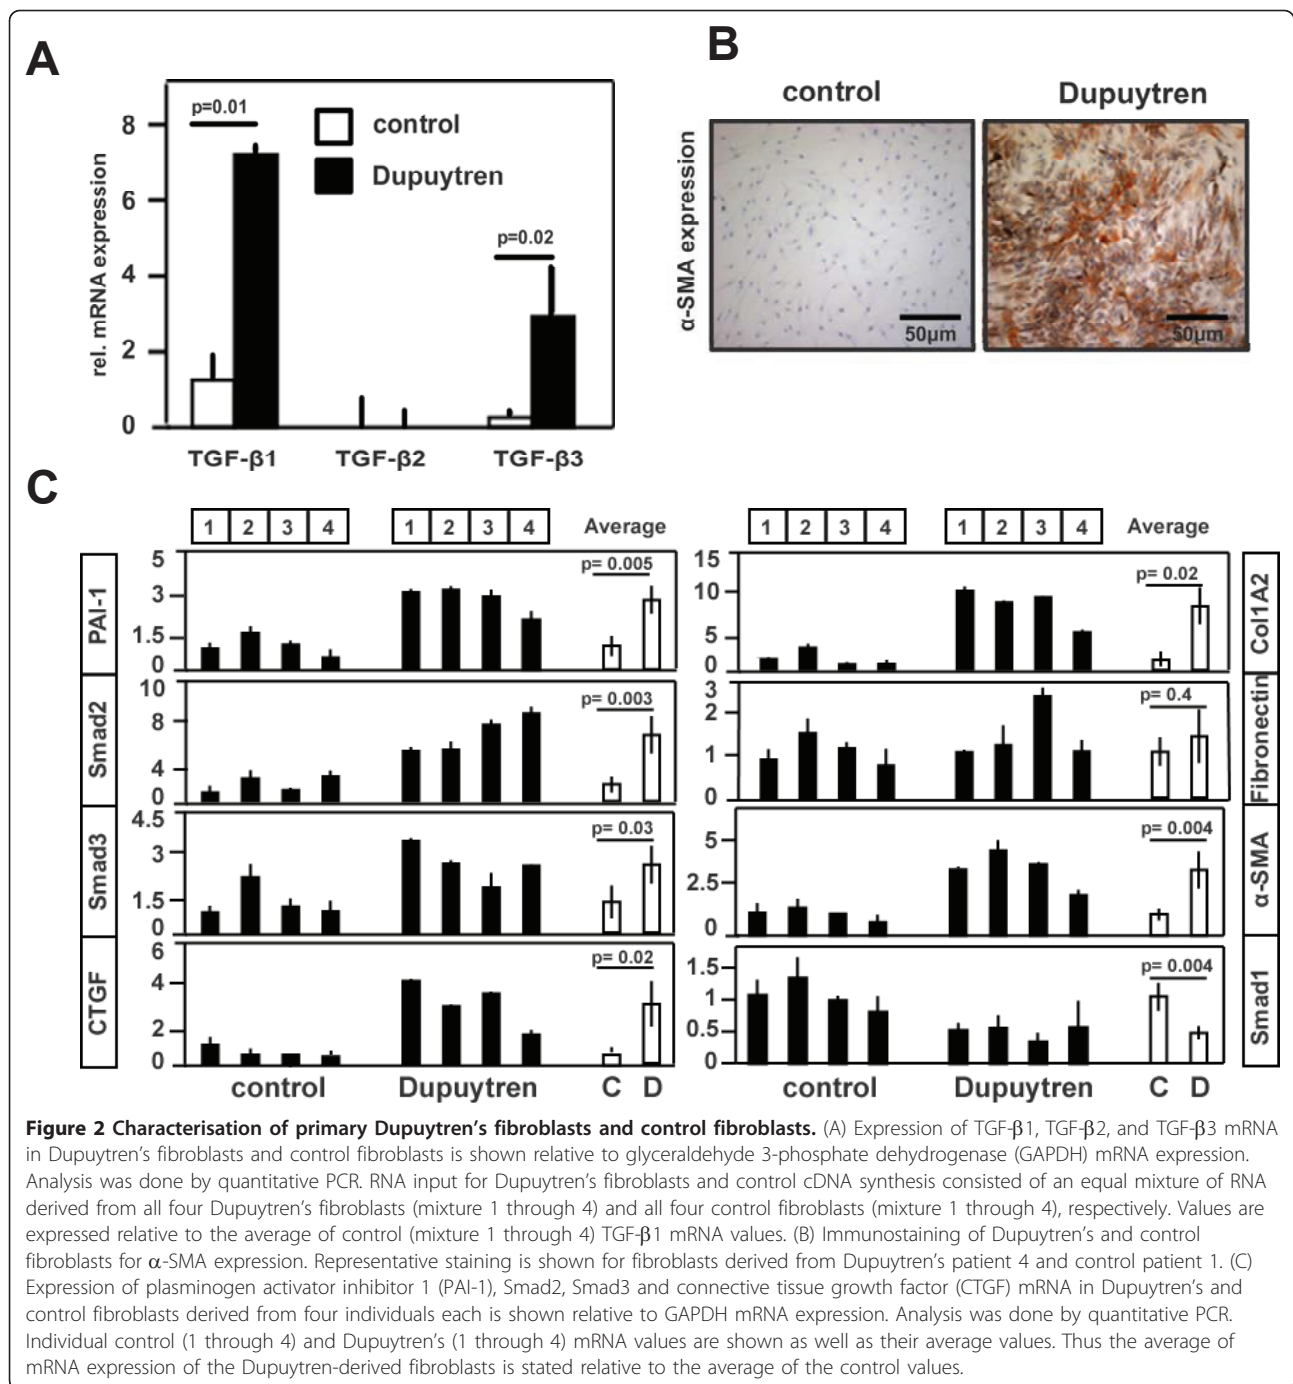 A
p=0.01
control
Dupuytren
p=0.02
rel. mRNA expression
8
6
4
2
0
TGF-β1 TGF-β2 TGF-β3
B
control Dupuytren
α-SMA expression
50µm 50µm
C
1 2 3 4 1 2 3 4 Average
PAI-1
5
3
1.5
0
p= 0.005
Smad2
10
8
4
0
p= 0.003
Smad3
4.5
3
1.5
0
p= 0.03
CTGF
6
4
2
0
p= 0.02
control Dupuytren C D
1 2 3 4 1 2 3 4 Average
15
10
5
0
p= 0.02
Col1A2
3
2
1
0
p= 0.4
Fibronectin
5
2.5
0
p= 0.004
α-SMA
1.5
1
0.5
0
p= 0.004
Smad1
control Dupuytren C D
Figure 2 Characterisation of primary Dupuytren's fibroblasts and control fibroblasts. (A) Expression of TGF-β1, TGF-β2, and TGF-β3 mRNA
in Dupuytren's fibroblasts and control fibroblasts is shown relative to glyceraldehyde 3-phosphate dehydrogenase (GAPDH) mRNA expression.
Analysis was done by quantitative PCR. RNA input for Dupuytren's fibroblasts and control cDNA synthesis consisted of an equal mixture of RNA
derived from all four Dupuytren's fibroblasts (mixture 1 through 4) and all four control fibroblasts (mixture 1 through 4), respectively. Values are
expressed relative to the average of control (mixture 1 through 4) TGF-β1 mRNA values. (B) Immunostaining of Dupuytren's and control
fibroblasts for α-SMA expression. Representative staining is shown for fibroblasts derived from Dupuytren's patient 4 and control patient 1. (C)
Expression of plasminogen activator inhibitor 1 (PAI-1), Smad2, Smad3 and connective tissue growth factor (CTGF) mRNA in Dupuytren's and
control fibroblasts derived from four individuals each is shown relative to GAPDH mRNA expression. Analysis was done by quantitative PCR.
Individual control (1 through 4) and Dupuytren's (1 through 4) mRNA values are shown as well as their average values. Thus the average of
mRNA expression of the Dupuytren-derived fibroblasts is stated relative to the average of the control values.